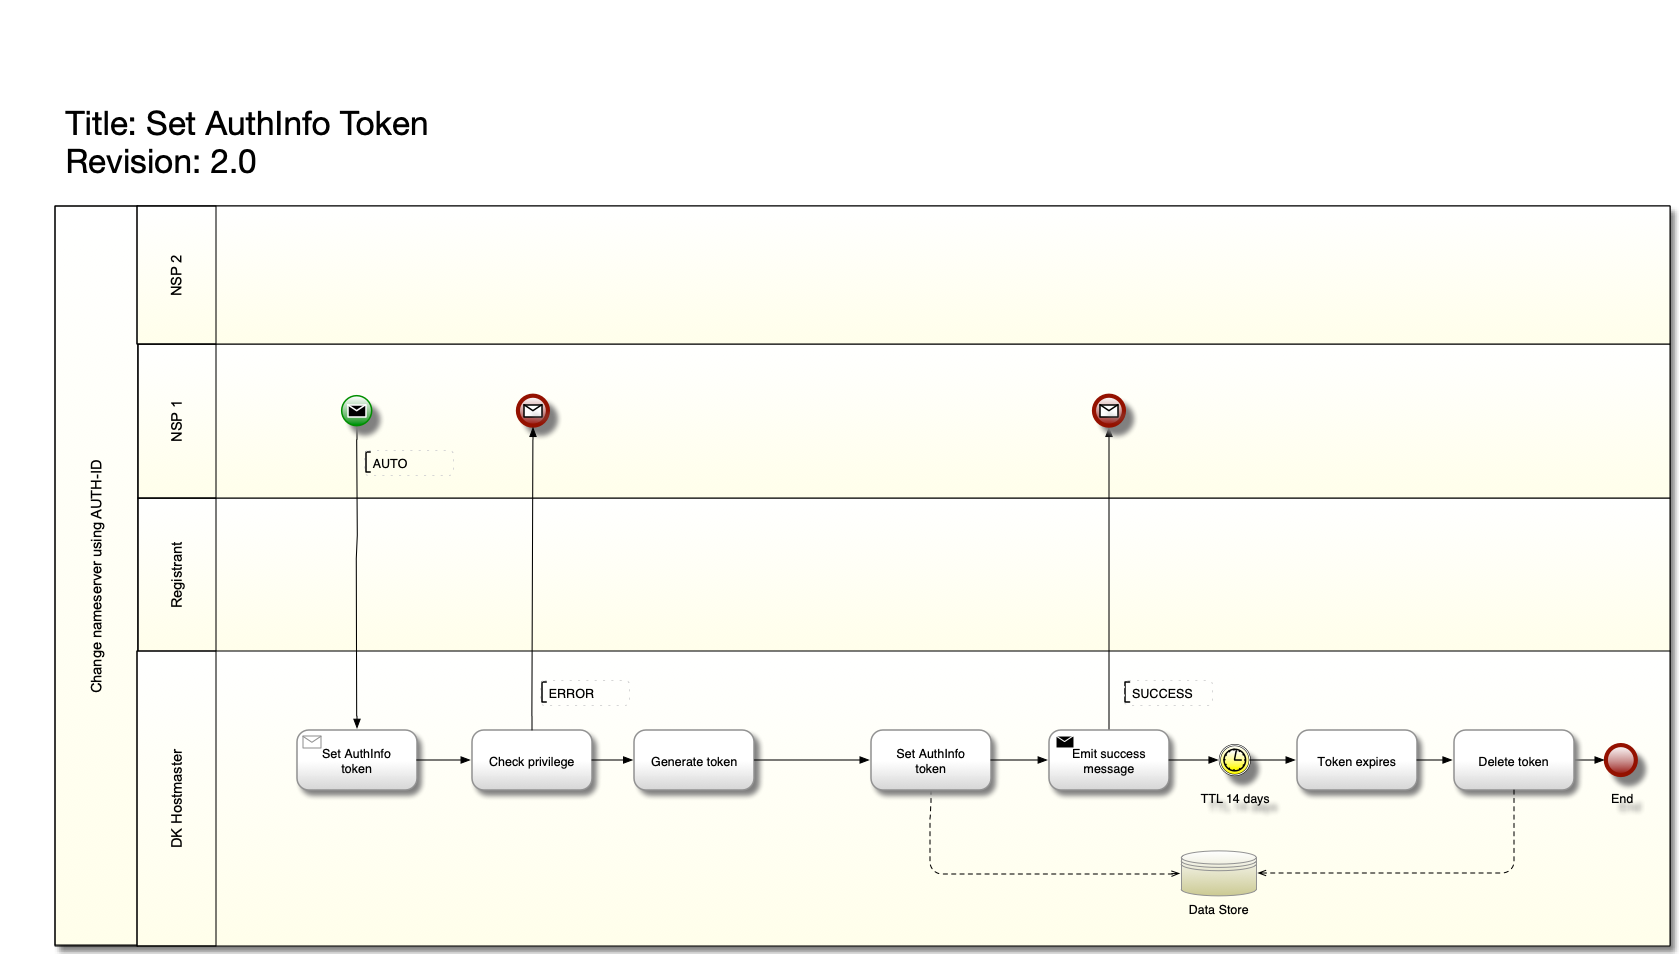 Title: Set AuthInfo Token
Revision: 2.0
Change nameserver using AUTH-ID
NSP 2
NSP 1
AUTO
Registrant
DK Hostmaster
ERROR
SUCCESS
Set AuthInfo
token
Check privilege
Generate token
Set AuthInfo
token
Emit success
message
TTL 14 days
Token expires
Delete token
End
Data Store